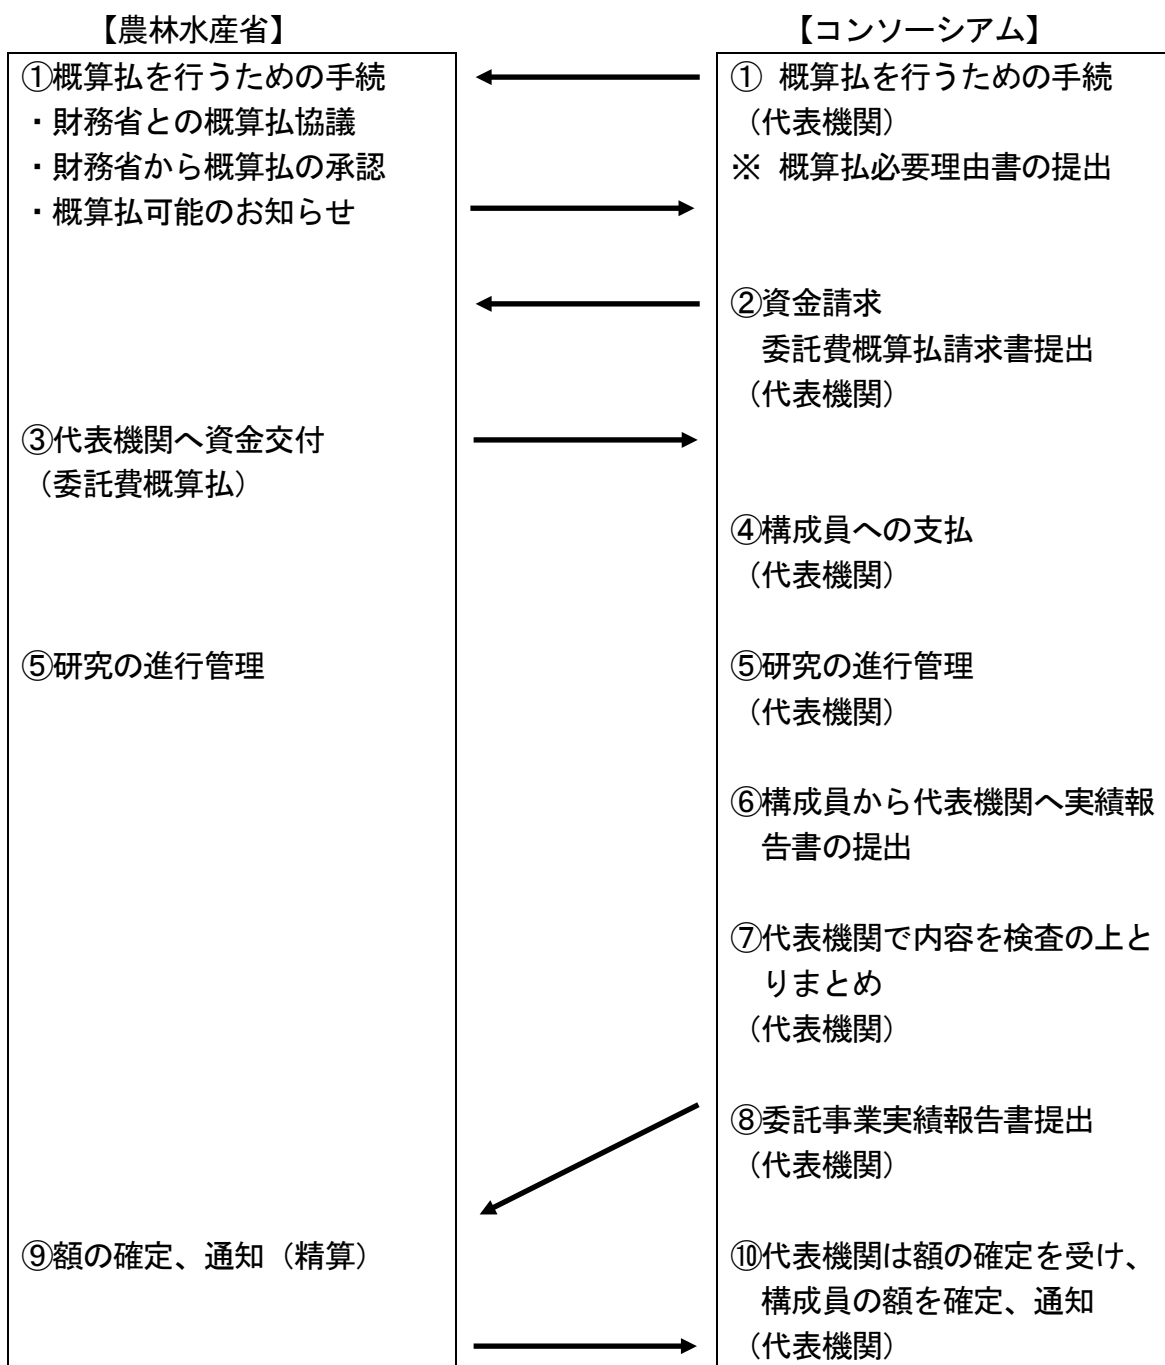 【農林水産省】
①概算払を行うための手続
・財務省との概算払協議
・財務省から概算払の承認
・概算払可能のお知らせ
③代表機関へ資金交付
（委託費概算払）
⑤研究の進行管理
⑨額の確定、通知（精算）
【コンソーシアム】
① 概算払を行うための手続
（代表機関）
※ 概算払必要理由書の提出
②資金請求
委託費概算払請求書提出
（代表機関）
④構成員への支払
（代表機関）
⑤研究の進行管理
（代表機関）
⑥構成員から代表機関へ実績報
告書の提出
⑦代表機関で内容を検査の上と
りまとめ
（代表機関）
⑧委託事業実績報告書提出
（代表機関）
⑩代表機関は額の確定を受け、
構成員の額を確定、通知
（代表機関）